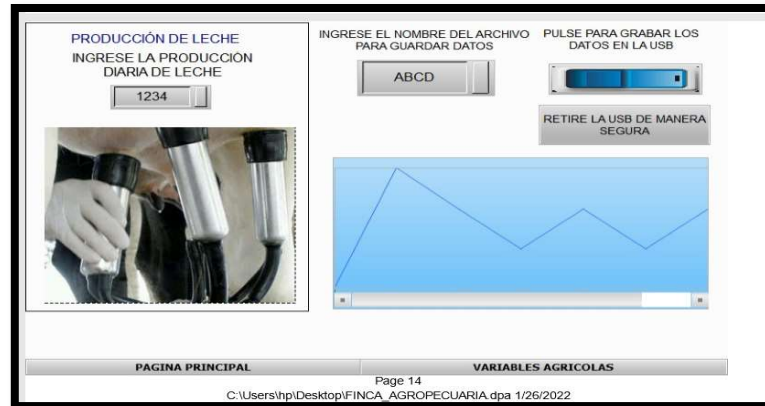 PRODUCCIÓN DE LECHE
INGRESE LA PRODUCCIÓN
DIARIA DE LECHE
1234
INGRESE EL NOMBRE DEL ARCHIVO
PARA GUARDAR DATOS
ABCD
PULSE PARA GRABAR LOS
DATOS EN LA USB
RETIRE LA USB DE MANERA
SEGURA
PAGINA PRINCIPAL
VARIABLES AGRICOLAS
Page 14
C:\Users\hp\Desktop\FINCA_AGROPECUARIA.dpa 1/26/2022